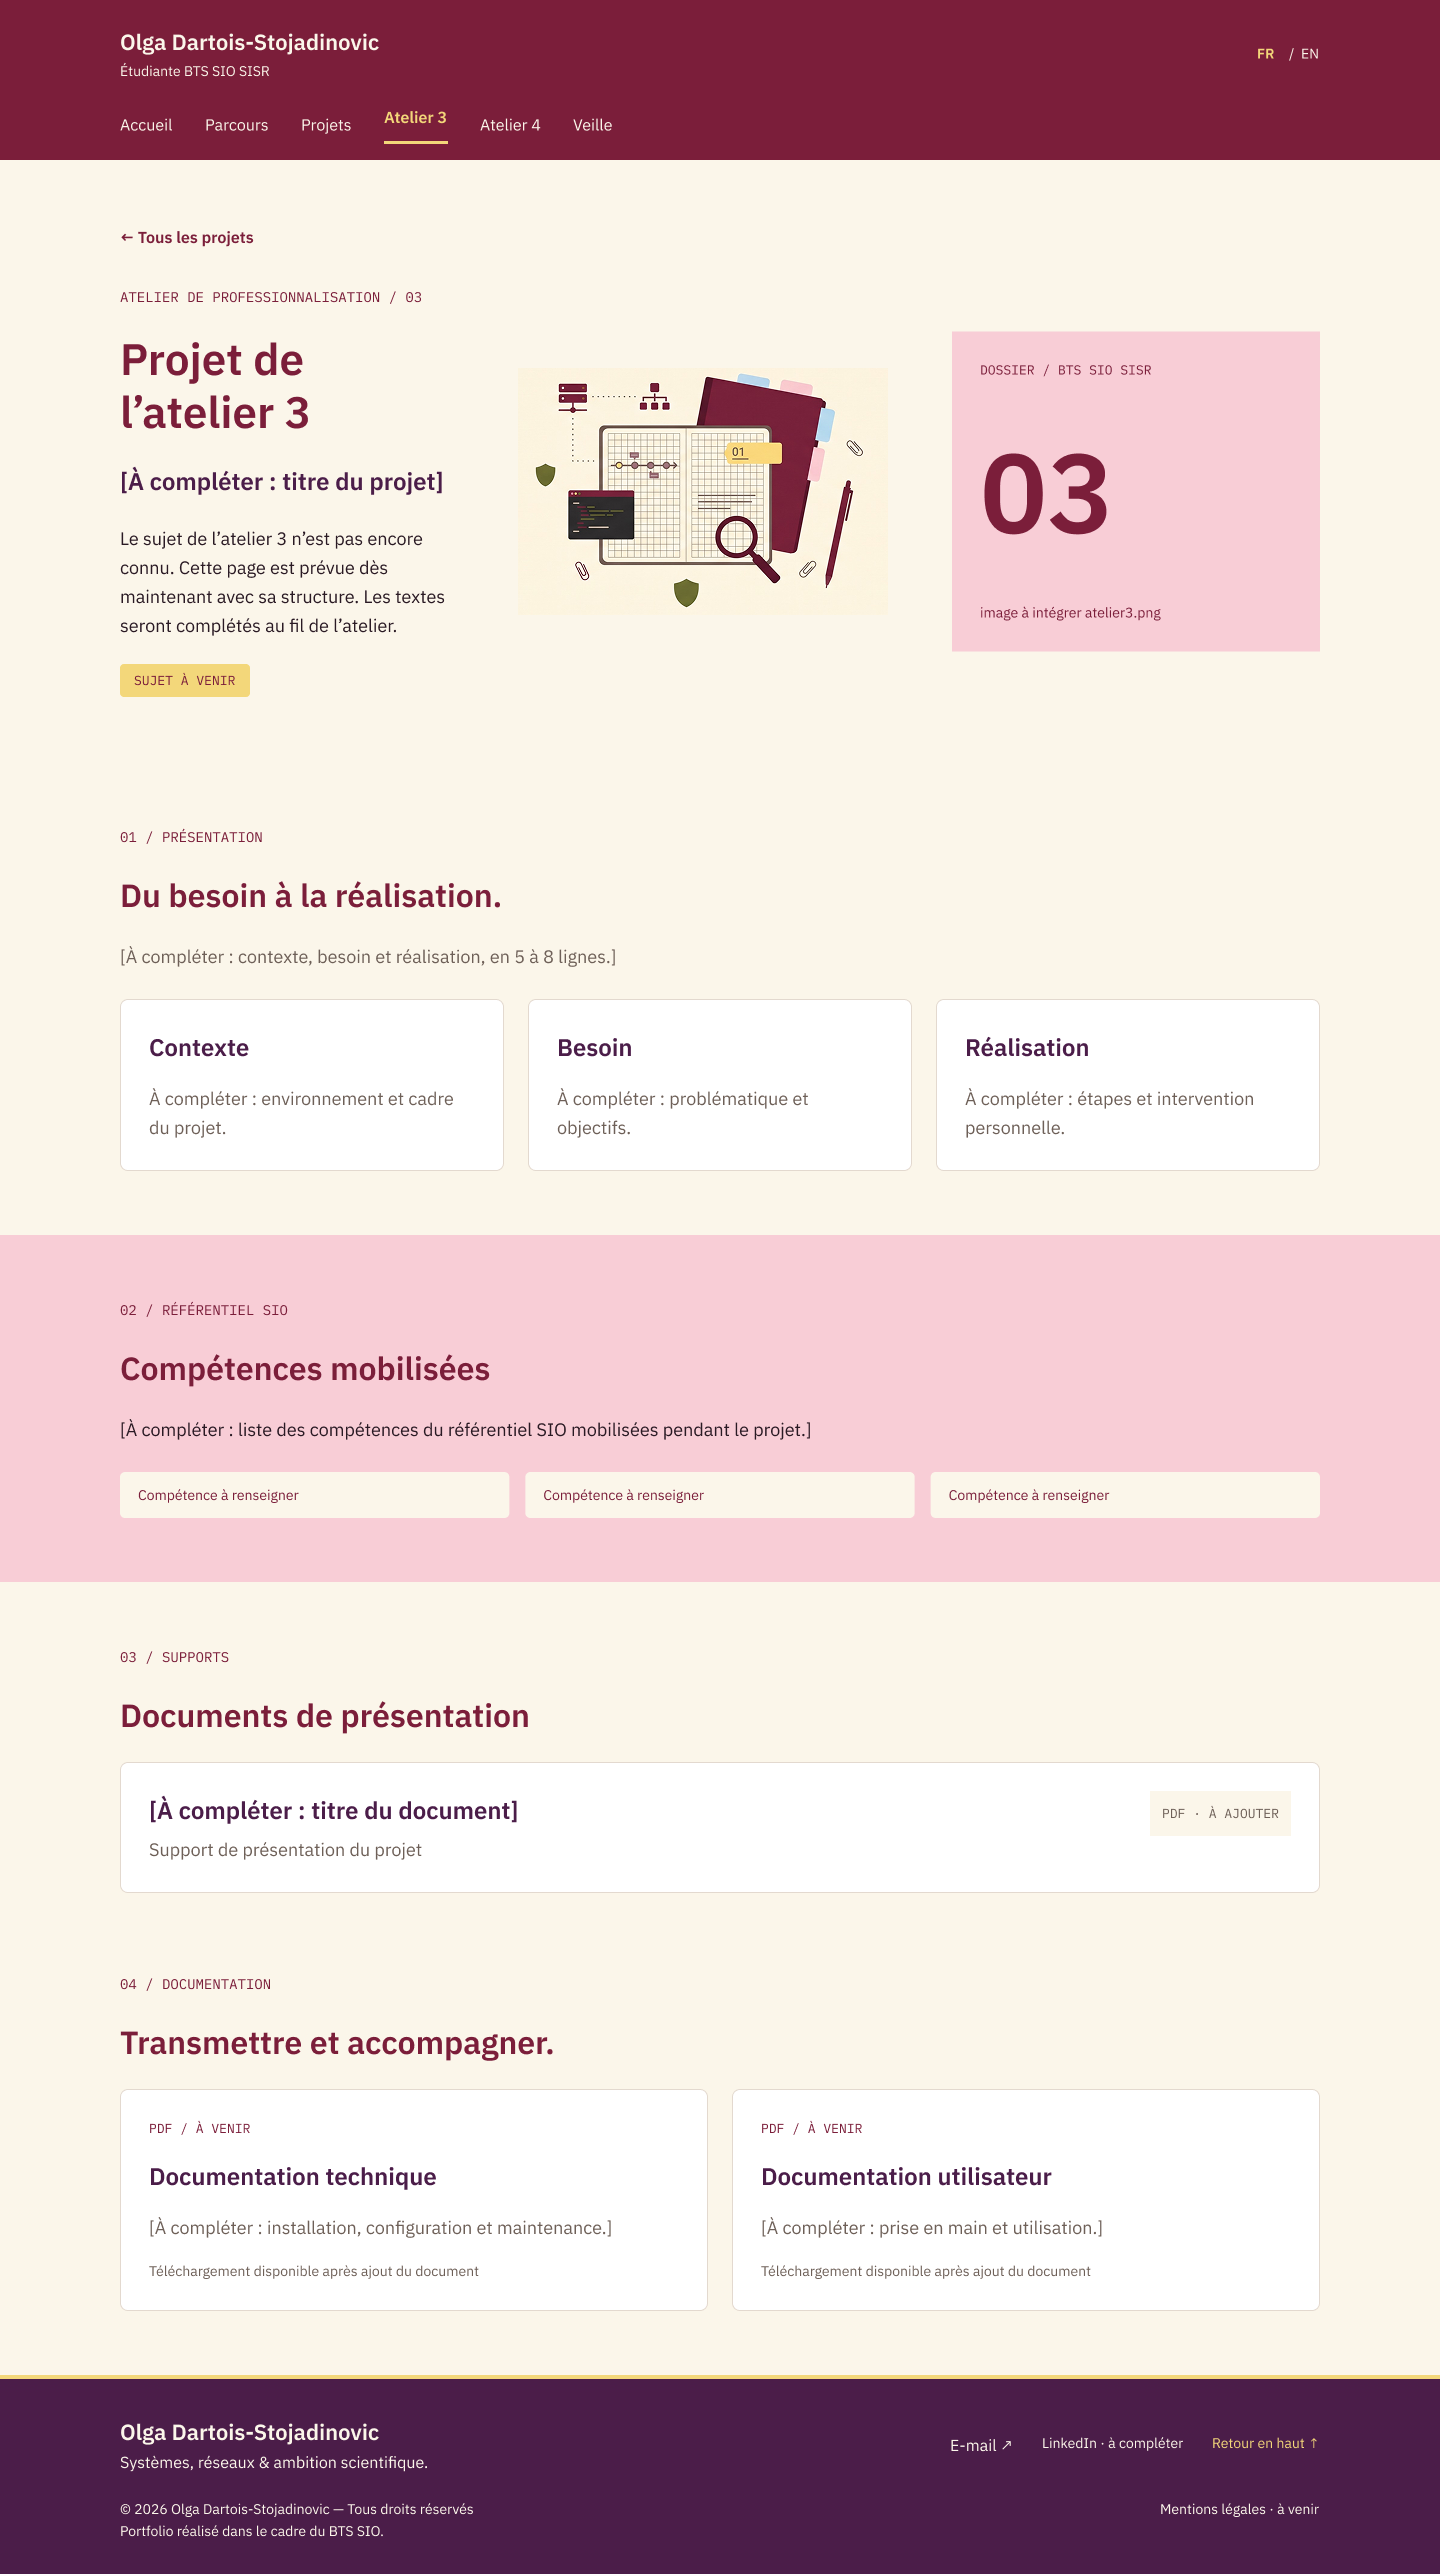 Olga Dartois-Stojadinovic
Étudiante BTS SIO SISR
FR / EN
Accueil Parcours Projets Atelier 3 Atelier 4 Veille
← Tous les projets
ATELIER DE PROFESSIONNALISATION / 03
Projet de
l’atelier 3
[À compléter : titre du projet]
Le sujet de l’atelier 3 n’est pas encore
connu. Cette page est prévue dès
maintenant avec sa structure. Les textes
seront complétés au fil de l’atelier.
SUJET À VENIR
01
DOSSIER / BTS SIO SISR
03
image à intégrer atelier3.png
01 / PRÉSENTATION
Du besoin à la réalisation.
[À compléter : contexte, besoin et réalisation, en 5 à 8 lignes.]
Contexte
À compléter : environnement et cadre
du projet.
Besoin
À compléter : problématique et
objectifs.
Réalisation
À compléter : étapes et intervention
personnelle.
02 / RÉFÉRENTIEL SIO
Compétences mobilisées
[À compléter : liste des compétences du référentiel SIO mobilisées pendant le projet.]
Compétence à renseigner
Compétence à renseigner
Compétence à renseigner
03 / SUPPORTS
Documents de présentation
[À compléter : titre du document]
Support de présentation du projet
PDF · À AJOUTER
04 / DOCUMENTATION
Transmettre et accompagner.
PDF / À VENIR
Documentation technique
[À compléter : installation, configuration et maintenance.]
Téléchargement disponible après ajout du document
PDF / À VENIR
Documentation utilisateur
[À compléter : prise en main et utilisation.]
Téléchargement disponible après ajout du document
Olga Dartois-Stojadinovic
Systèmes, réseaux & ambition scientifique.
E-mail ↗ LinkedIn · à compléter Retour en haut ↑
© 2026 Olga Dartois-Stojadinovic — Tous droits réservés
Portfolio réalisé dans le cadre du BTS SIO.
Mentions légales · à venir